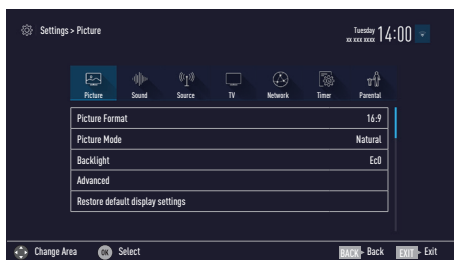 Settings > Picture
Tuesday
xx xxx xxxx
14:00
Picture Sound Source TV Network Timer Parental
Picture Format 16:9
Picture Mode Natural
Backlight Eco
Advanced
Restore default display settings
Change Area OK Select BACK Back EXIT Exit